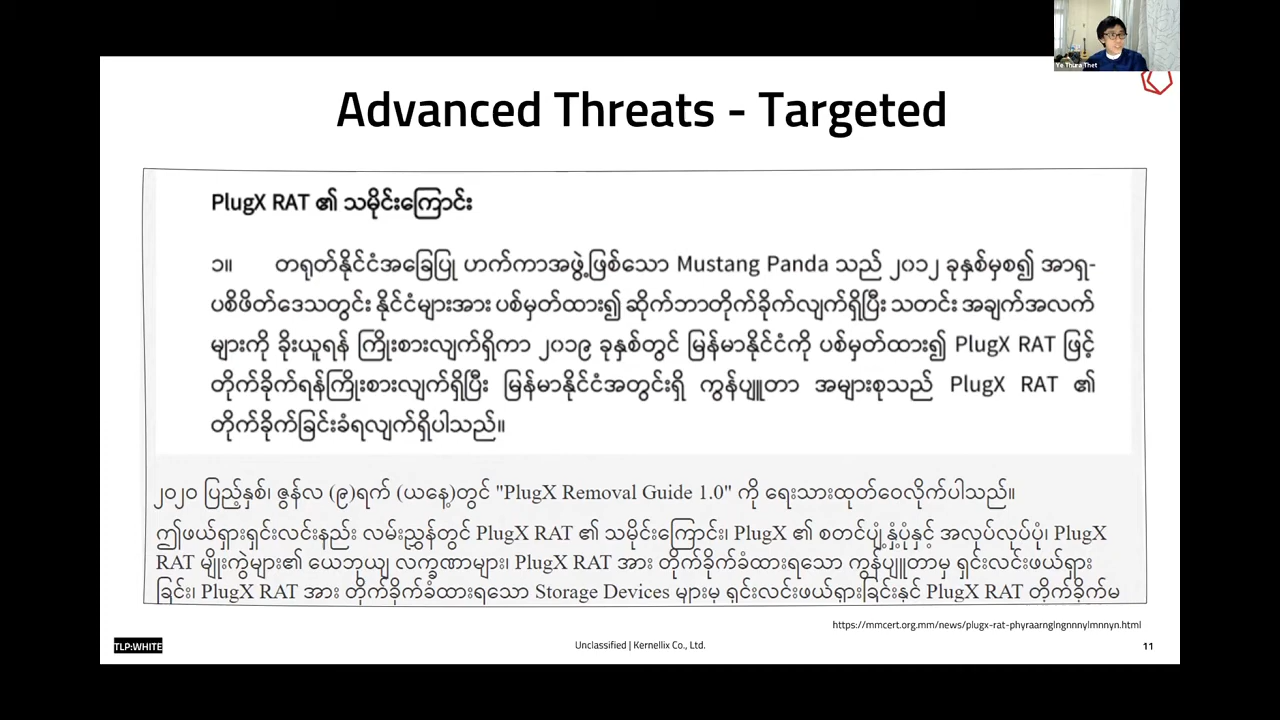 Ye Thura Thet
Advanced Threats - Targeted
PlugX RAT ၏ သမိုင်းကြောင်း
၁။ တရုတ်နိုင်ငံအခြေပြု ဟက်ကာအဖွဲ့ဖြစ်သော Mustang Panda သည် ၂၀၁၂ ခုနှစ်မှစ၍ အာရှ-
ပစိဖိတ်ဒေသတွင်း နိုင်ငံများအား ပစ်မှတ်ထား၍ ဆိုက်ဘာတိုက်ခိုက်လျက်ရှိပြီး သတင်း အချက်အလက်
များကို ခိုးယူရန် ကြိုးစားလျက်ရှိကာ ၂၀၁၉ ခုနှစ်တွင် မြန်မာနိုင်ငံကို ပစ်မှတ်ထား၍ PlugX RAT ဖြင့်
တိုက်ခိုက်ရန်ကြိုးစားလျက်ရှိပြီး မြန်မာနိုင်ငံအတွင်းရှိ ကွန်ပျူတာ အများစုသည် PlugX RAT ၏
တိုက်ခိုက်ခြင်းခံရလျက်ရှိပါသည်။
၂၀၂၀ ပြည့်နှစ်၊ ဇွန်လ (၉)ရက် (ယနေ့)တွင် "PlugX Removal Guide 1.0" ကို ရေးသားထုတ်ဝေလိုက်ပါသည်။
ဤဖယ်ရှားရှင်းလင်းနည်း လမ်းညွှန်တွင် PlugX RAT ၏ သမိုင်းကြောင်း၊ PlugX ၏ စတင်ပျံ့နှံ့ပုံနှင့် အလုပ်လုပ်ပုံ၊ PlugX
RAT မျိုးကွဲများ၏ ယေဘုယျ လက္ခဏာများ၊ PlugX RAT အား တိုက်ခိုက်ခံထားရသော ကွန်ပျူတာမှ ရှင်းလင်းဖယ်ရှား
ခြင်း၊ PlugX RAT အား တိုက်ခိုက်ခံထားရသော Storage Devices များမှ ရှင်းလင်းဖယ်ရှားခြင်းနှင့် PlugX RAT တိုက်ခိုက်မ
https://mmcert.org.mm/news/plugx-rat-phyraarnglngnnnylmnnyn.html
TLP:WHITE
Unclassified | Kernellix Co., Ltd.
11